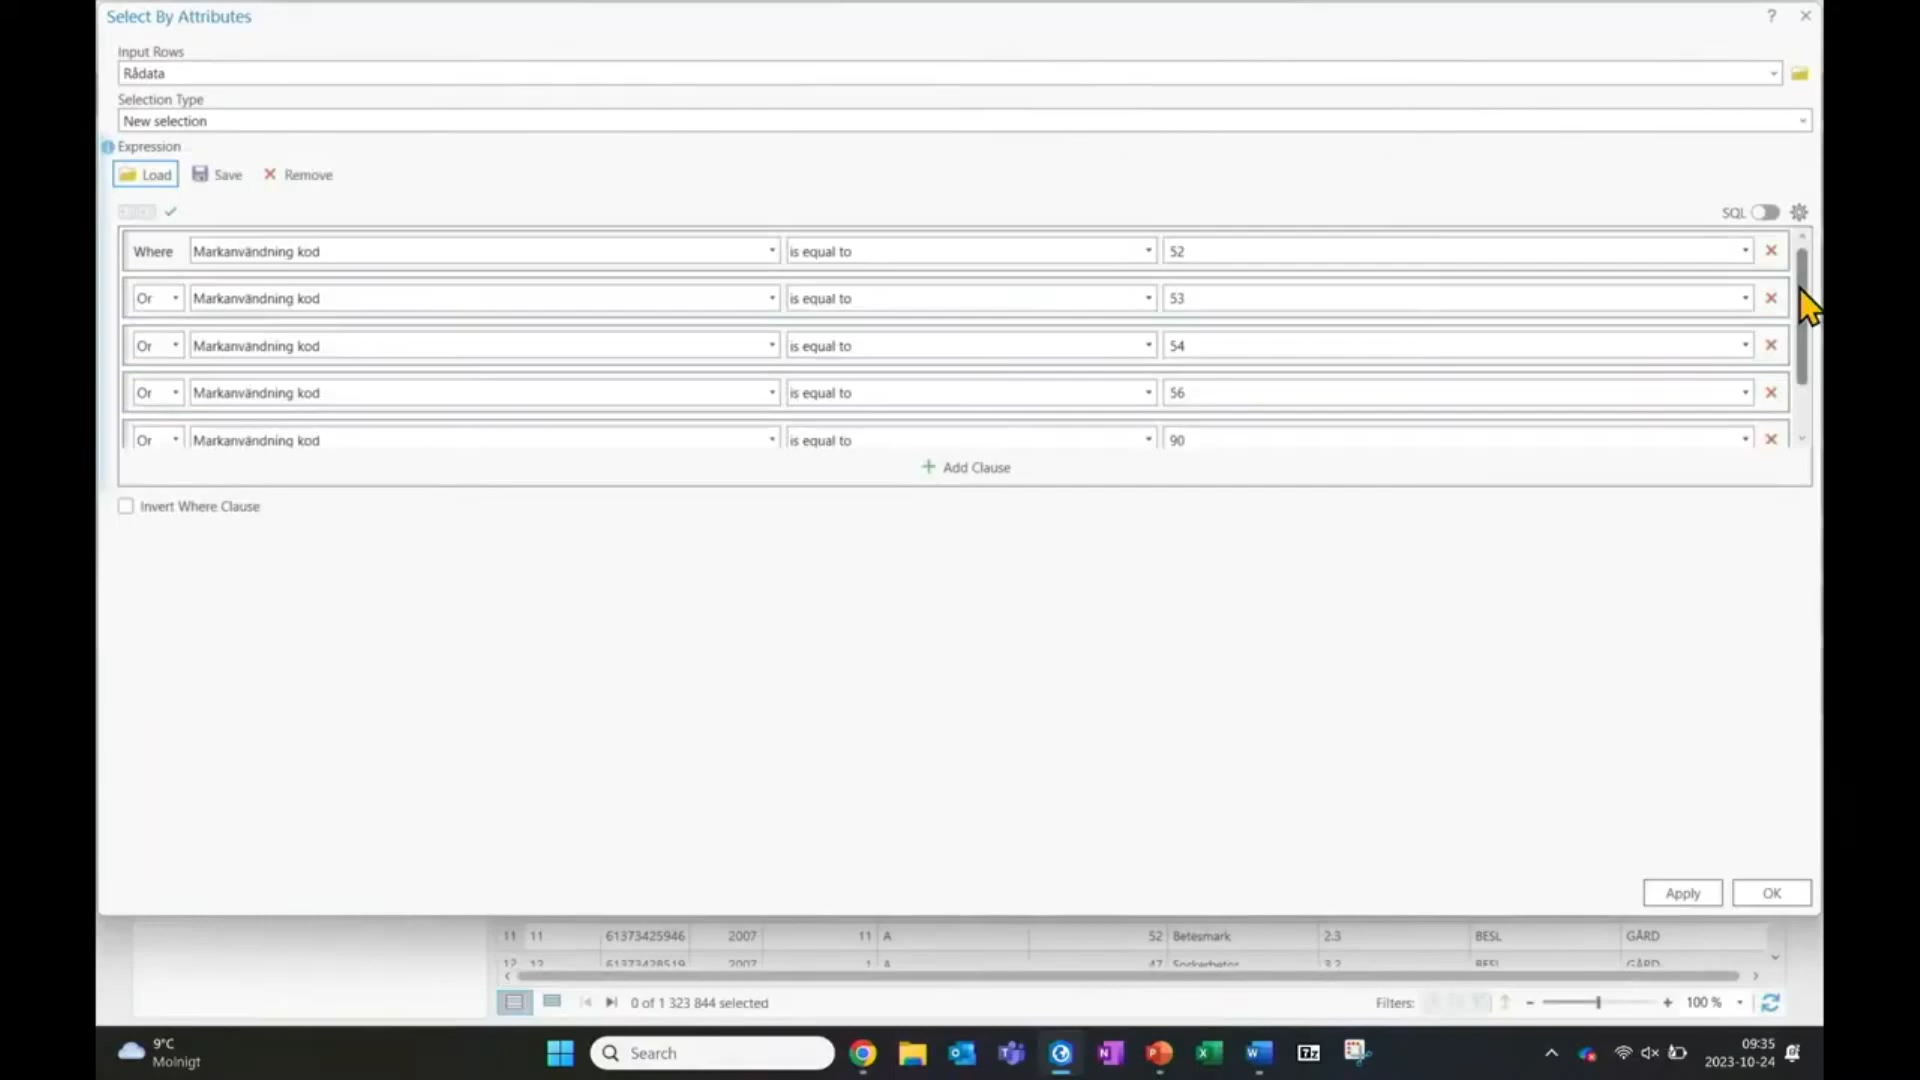 Select By Attributes
Input Rows
Rådata
Selection Type
New selection
Expression
Load Save Remove
SQL
Where Markanvändning kod is equal to 52
Or Markanvändning kod is equal to 53
Or Markanvändning kod is equal to 54
Or Markanvändning kod is equal to 56
Or Markanvändning kod is equal to 90
Add Clause
Invert Where Clause
Apply OK
11 11 61373425946 2007 11 A 52 Betesmark 2.3 BESL GÅRD
0 of 1 323 844 selected Filters: 100 %
9°C
Molnigt
Search
09:35
2023-10-24